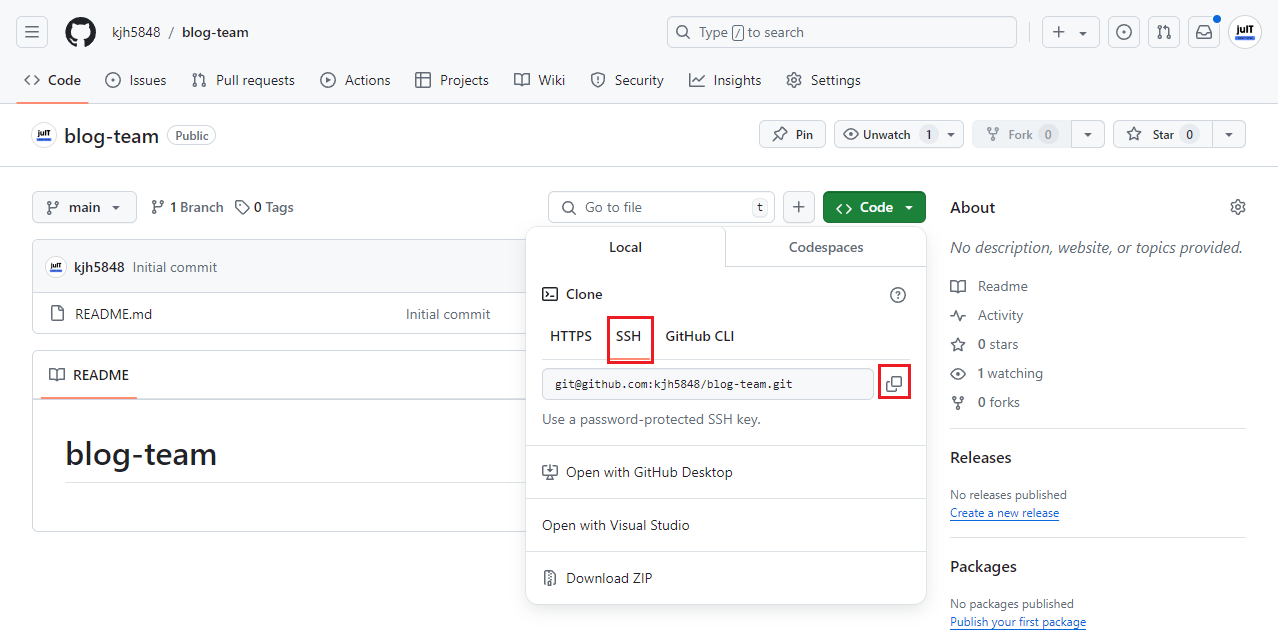 kjh5848 / blog-team
Type / to search
juIT
Code Issues Pull requests Actions Projects Wiki Security Insights Settings
juIT blog-team Public
Pin Unwatch 1 Fork 0 Star 0
main 1 Branch 0 Tags
Go to file t + Code
juIT kjh5848 Initial commit
README.md Initial commit
README
blog-team
Local Codespaces
Clone
HTTPS SSH GitHub CLI
git@github.com:kjh5848/blog-team.git
Use a password-protected SSH key.
Open with GitHub Desktop
Open with Visual Studio
Download ZIP
About
No description, website, or topics provided.
Readme
Activity
0 stars
1 watching
0 forks
Releases
No releases published
Create a new release
Packages
No packages published
Publish your first package